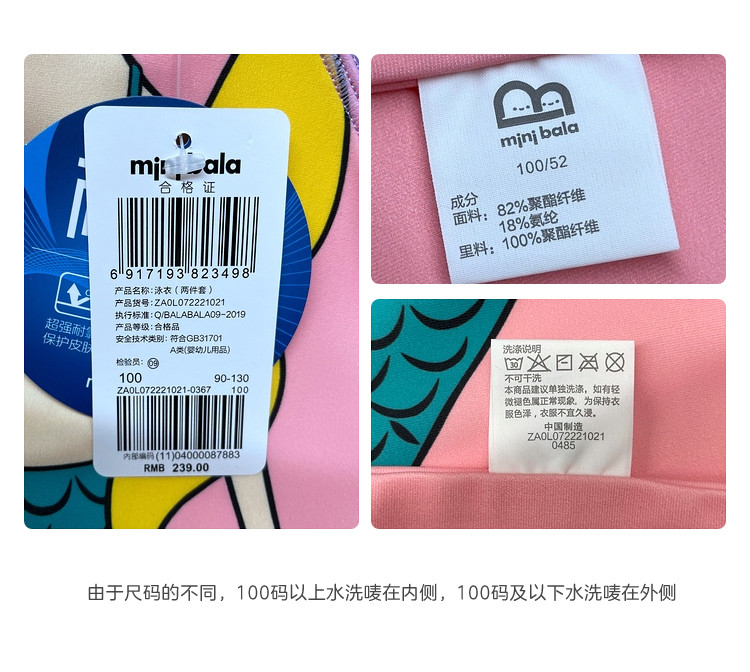 mini bala
合格证
6 917193 823498
产品名称: 泳衣（两件套）
产品货号: ZA0L072221021
执行标准: Q/BALABALA09-2019
产品等级: 合格品
安全技术类别: 符合GB31701
A类(婴幼儿用品)
检验员: 09
100 90-130
ZA0L072221021-0367 100
内部编码 (11)04000087883
RMB 239.00
超强耐氯
保护皮肤
mini bala
100/52
成分
面料: 82%聚酯纤维
18%氨纶
里料: 100%聚酯纤维
洗涤说明
30
不可干洗
本商品建议单独洗涤，如有轻
微褪色属正常现象，为保持衣
服色泽，衣服不宜久浸。
中国制造
ZA0L072221021
0485
由于尺码的不同，100码以上水洗唛在内侧，100码及以下水洗唛在外侧